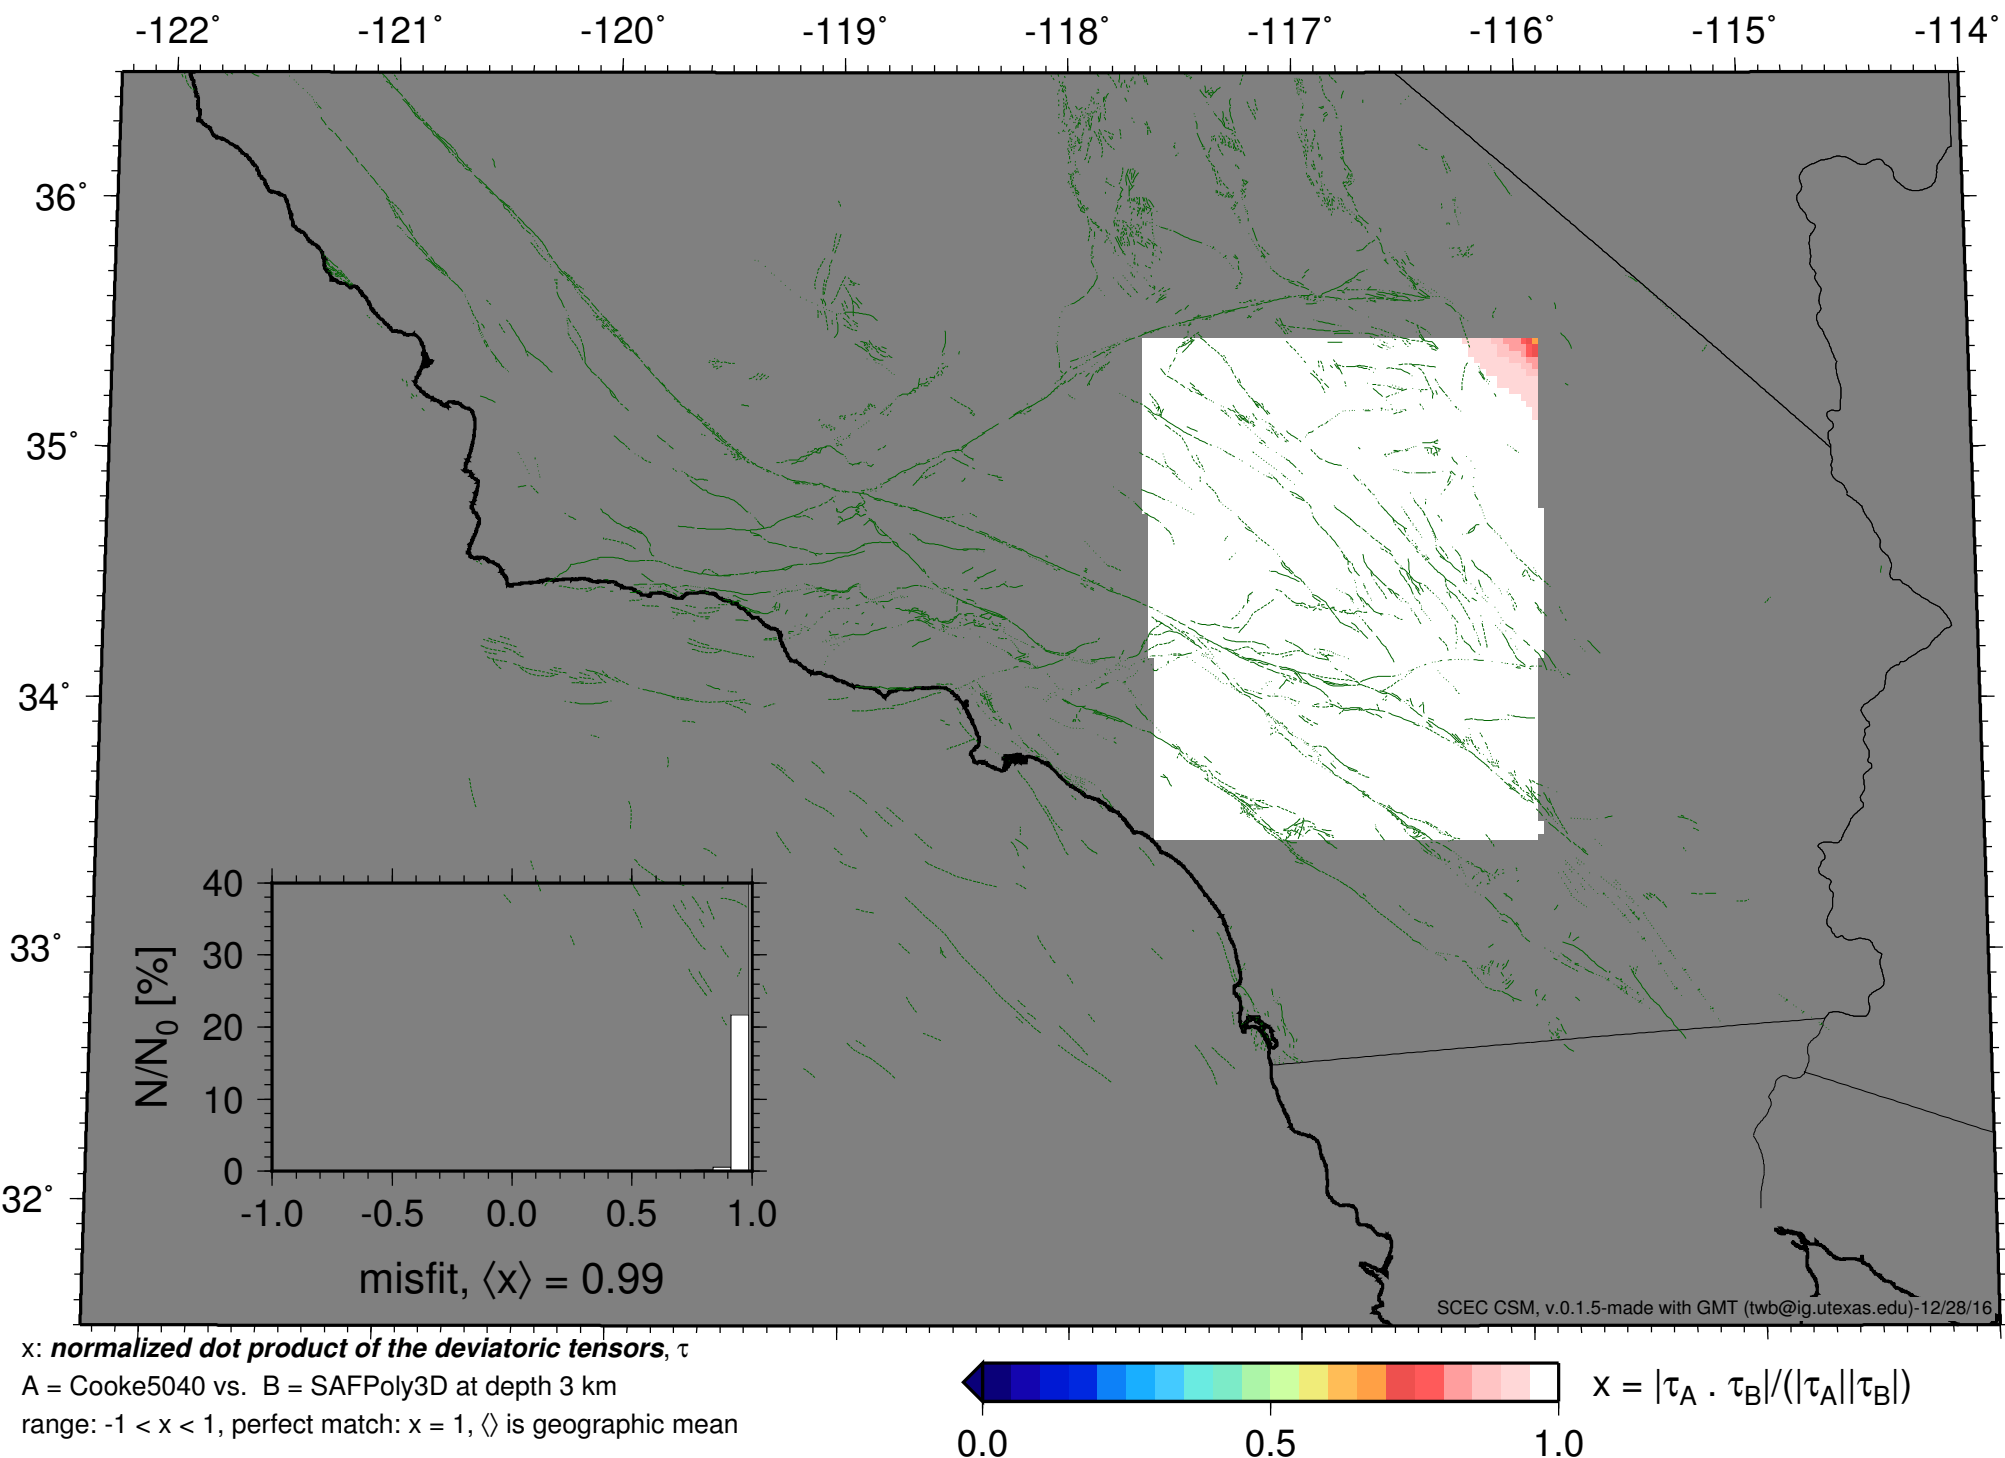 -122˚ -121˚ -120˚ -119˚ -118˚ -117˚ -116˚ -115˚ -114˚
36˚
35˚
34˚
33˚
32˚
40
30
20
10
0
N/N0 [%]
-1.0 -0.5 0.0 0.5 1.0
misfit, ⟨x⟩ = 0.99
SCEC CSM, v.0.1.5-made with GMT (twb@ig.utexas.edu)-12/28/16
x: normalized dot product of the deviatoric tensors, τ
A = Cooke5040 vs. B = SAFPoly3D at depth 3 km
range: -1 < x < 1, perfect match: x = 1, ⟨⟩ is geographic mean
0.0 0.5 1.0
x = |τA . τB|/(|τA||τB|)